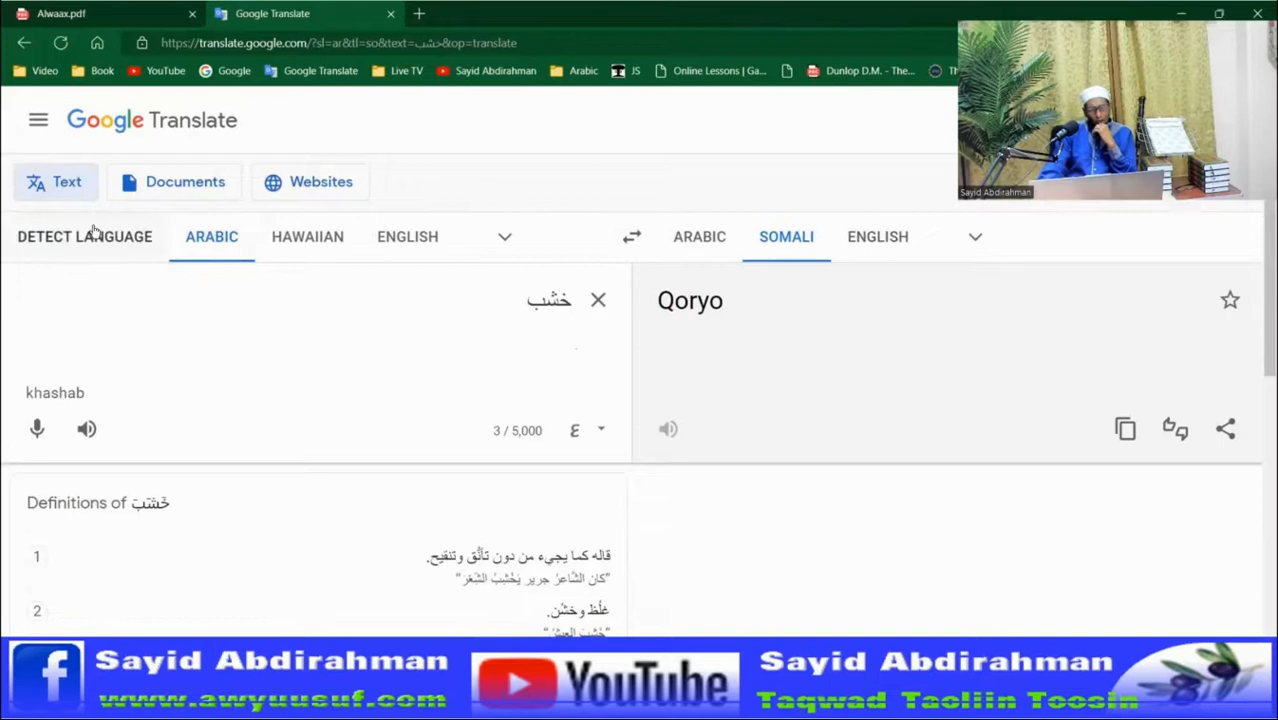 Alwaax.pdf
Google Translate
https://translate.google.com/?sl=ar&tl=so&text=خشب&op=translate
Video Book YouTube Google Google Translate Live TV Sayid Abdirahman Arabic JS Online Lessons | Ga... Dunlop D.M. - The...
Sayid Abdirahman
Google Translate
Text Documents Websites
DETECT LANGUAGE ARABIC HAWAIIAN ENGLISH ARABIC SOMALI ENGLISH
خشب
Qoryo
khashab
3 / 5,000
ع
Definitions of خَشَبَ
1
قاله كما يجيء من دون تأنُّق وتنقيح.
"كان الشَّاعرُ جرير يَخْشِبُ الشِّعْرَ"
2
غلُظ وخشُن.
"خَشِبَ العيشُ"
f Sayid Abdirahman
www.awyuusuf.com
YouTube
Sayid Abdirahman
Taqwad Taoliin Toosin